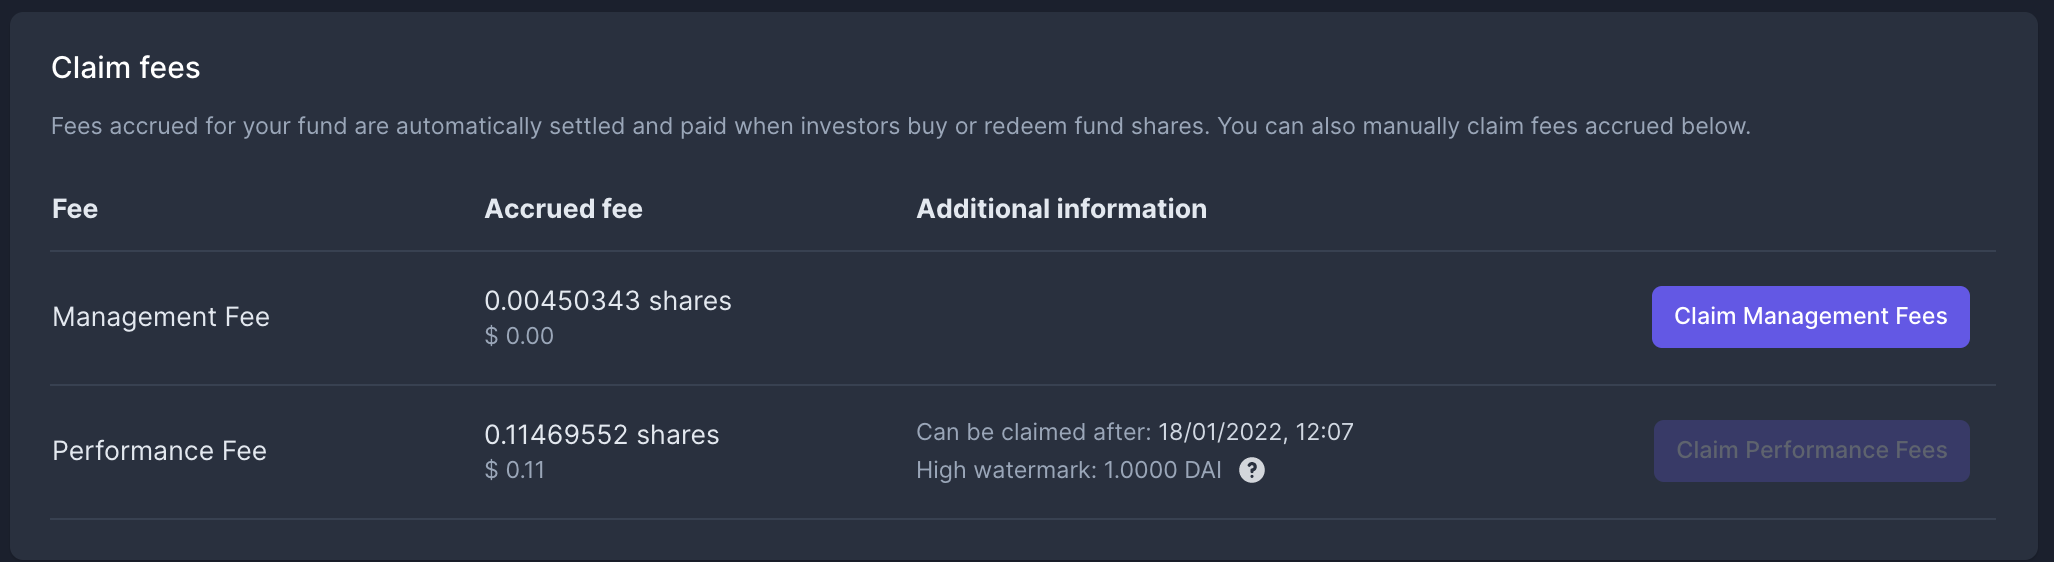 Claim fees
Fees accrued for your fund are automatically settled and paid when investors buy or redeem fund shares. You can also manually claim fees accrued below.
Fee Accrued fee Additional information
Management Fee
0.00450343 shares
$ 0.00
Claim Management Fees
Performance Fee
0.11469552 shares
$ 0.11
Can be claimed after: 18/01/2022, 12:07
High watermark: 1.0000 DAI ?
Claim Performance Fees